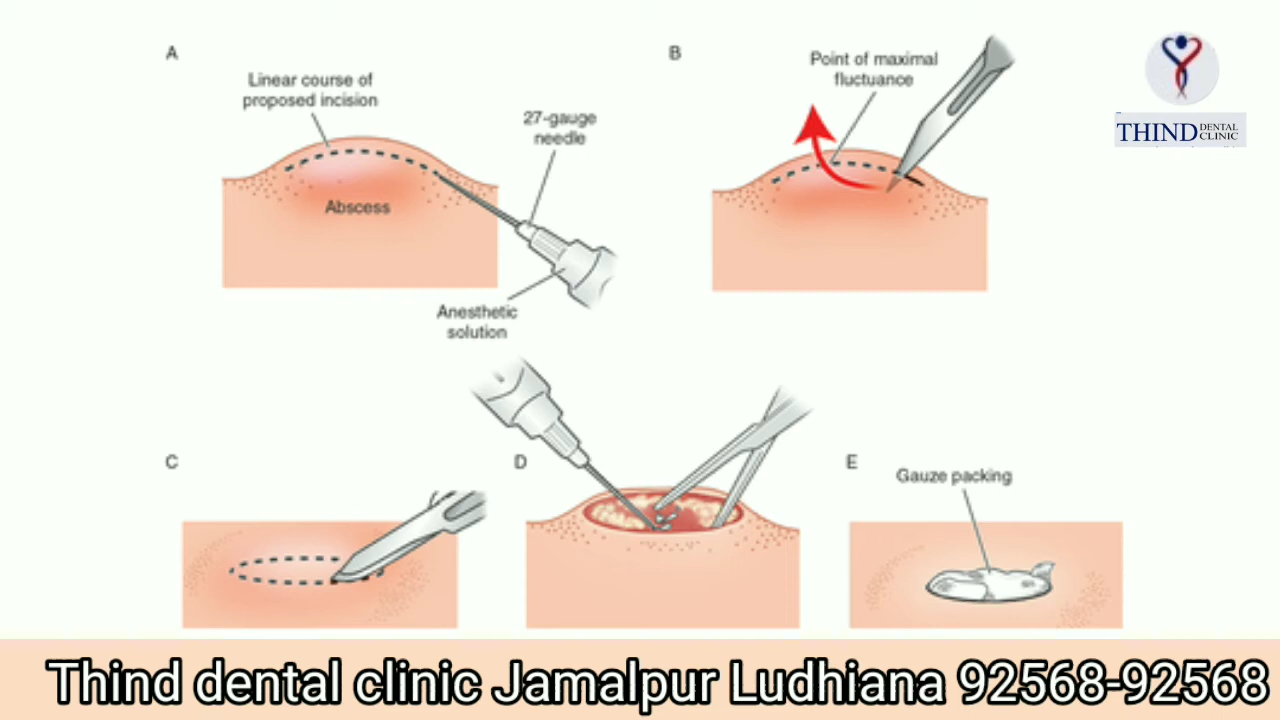 A
Linear course of
proposed incision
27-gauge
needle
Abscess
Anesthetic
solution
B
Point of maximal
fluctuance
THIND DENTAL
CLINIC
C
D
E
Gauze packing
Thind dental clinic Jamalpur Ludhiana 92568-92568